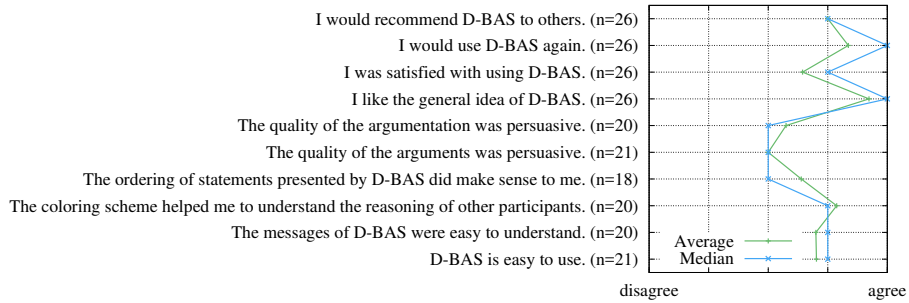 I would recommend D-BAS to others. (n=26)
I would use D-BAS again. (n=26)
I was satisfied with using D-BAS. (n=26)
I like the general idea of D-BAS. (n=26)
The quality of the argumentation was persuasive. (n=20)
The quality of the arguments was persuasive. (n=21)
The ordering of statements presented by D-BAS did make sense to me. (n=18)
The coloring scheme helped me to understand the reasoning of other participants. (n=20)
The messages of D-BAS were easy to understand. (n=20)
D-BAS is easy to use. (n=21)
Average
Median
disagree agree